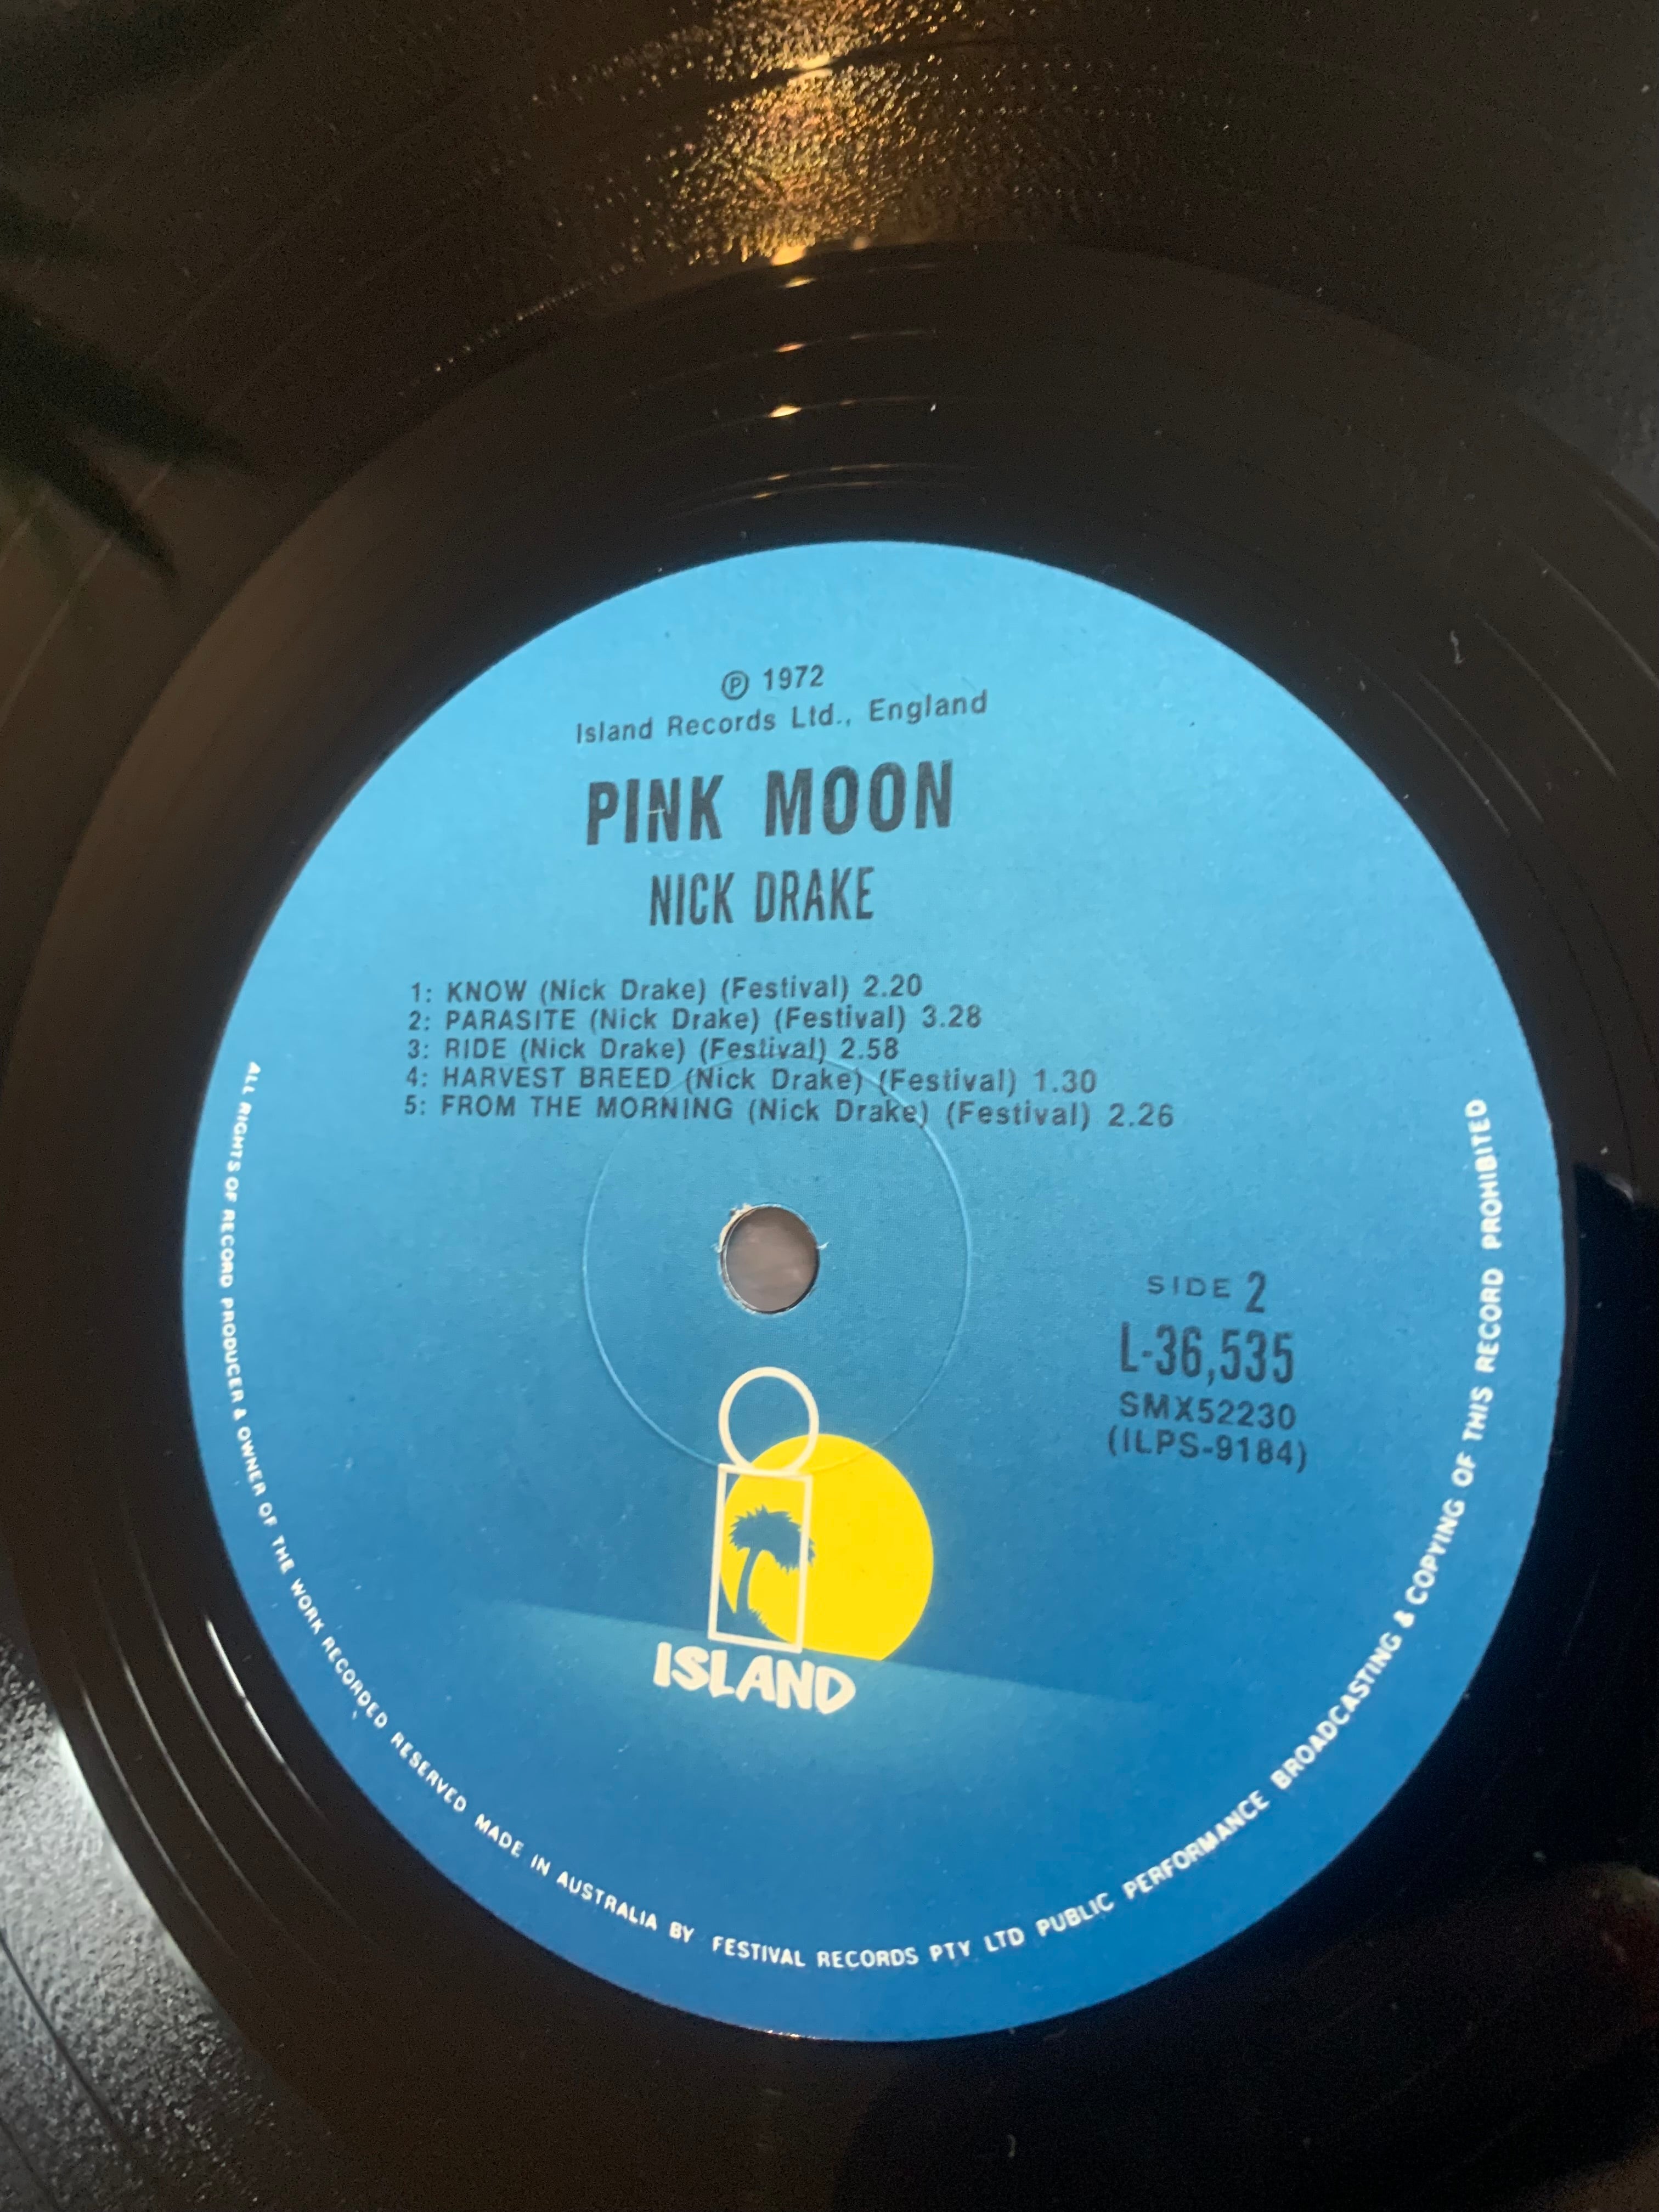 Ⓟ 1972
Island Records Ltd., England
PINK MOON
NICK DRAKE
1: KNOW (Nick Drake) (Festival) 2.20
2: PARASITE (Nick Drake) (Festival) 3.28
3: RIDE (Nick Drake) (Festival) 2.58
4: HARVEST BREED (Nick Drake) (Festival) 1.30
5: FROM THE MORNING (Nick Drake) (Festival) 2.26
SIDE 2
L-36,535
SMX52230
(ILPS-9184)
ISLAND
ALL RIGHTS OF RECORD PRODUCER & OWNER OF THE WORK RECORDED RESERVED MADE IN AUSTRALIA BY FESTIVAL RECORDS PTY LTD PUBLIC PERFORMANCE BROADCASTING & COPYING OF THIS RECORD PROHIBITED